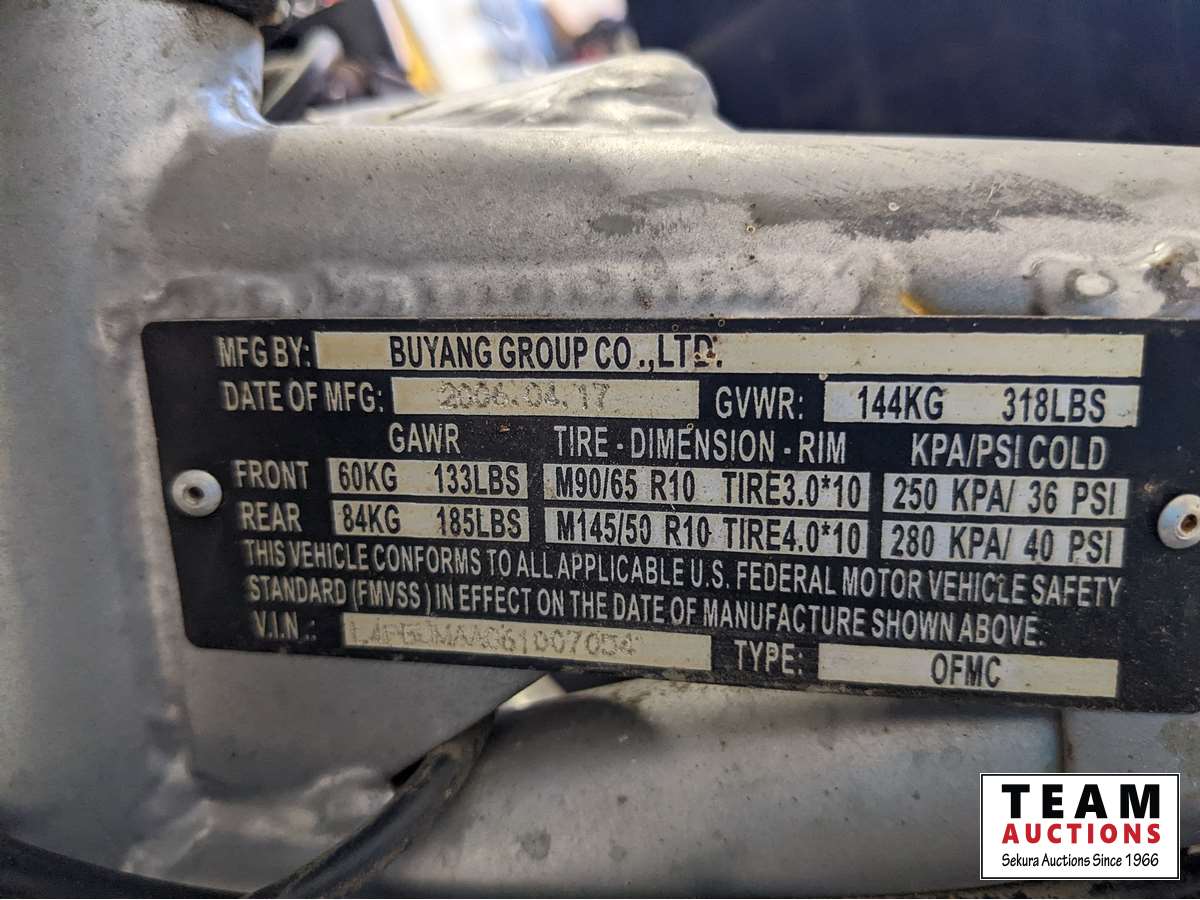 MFG BY: BUYANG GROUP CO.,LTD.
DATE OF MFG: 2006.04.17 GVWR: 144KG 318LBS
GAWR TIRE - DIMENSION - RIM KPA/PSI COLD
FRONT 60KG 133LBS M90/65 R10 TIRE3.0*10 250 KPA/ 36 PSI
REAR 84KG 185LBS M145/50 R10 TIRE4.0*10 280 KPA/ 40 PSI
THIS VEHICLE CONFORMS TO ALL APPLICABLE U.S. FEDERAL MOTOR VEHICLE SAFETY
STANDARD (FMVSS) IN EFFECT ON THE DATE OF MANUFACTURE SHOWN ABOVE.
V.I.N.: TYPE: OFMC
TEAM
AUCTIONS
Sekura Auctions Since 1966